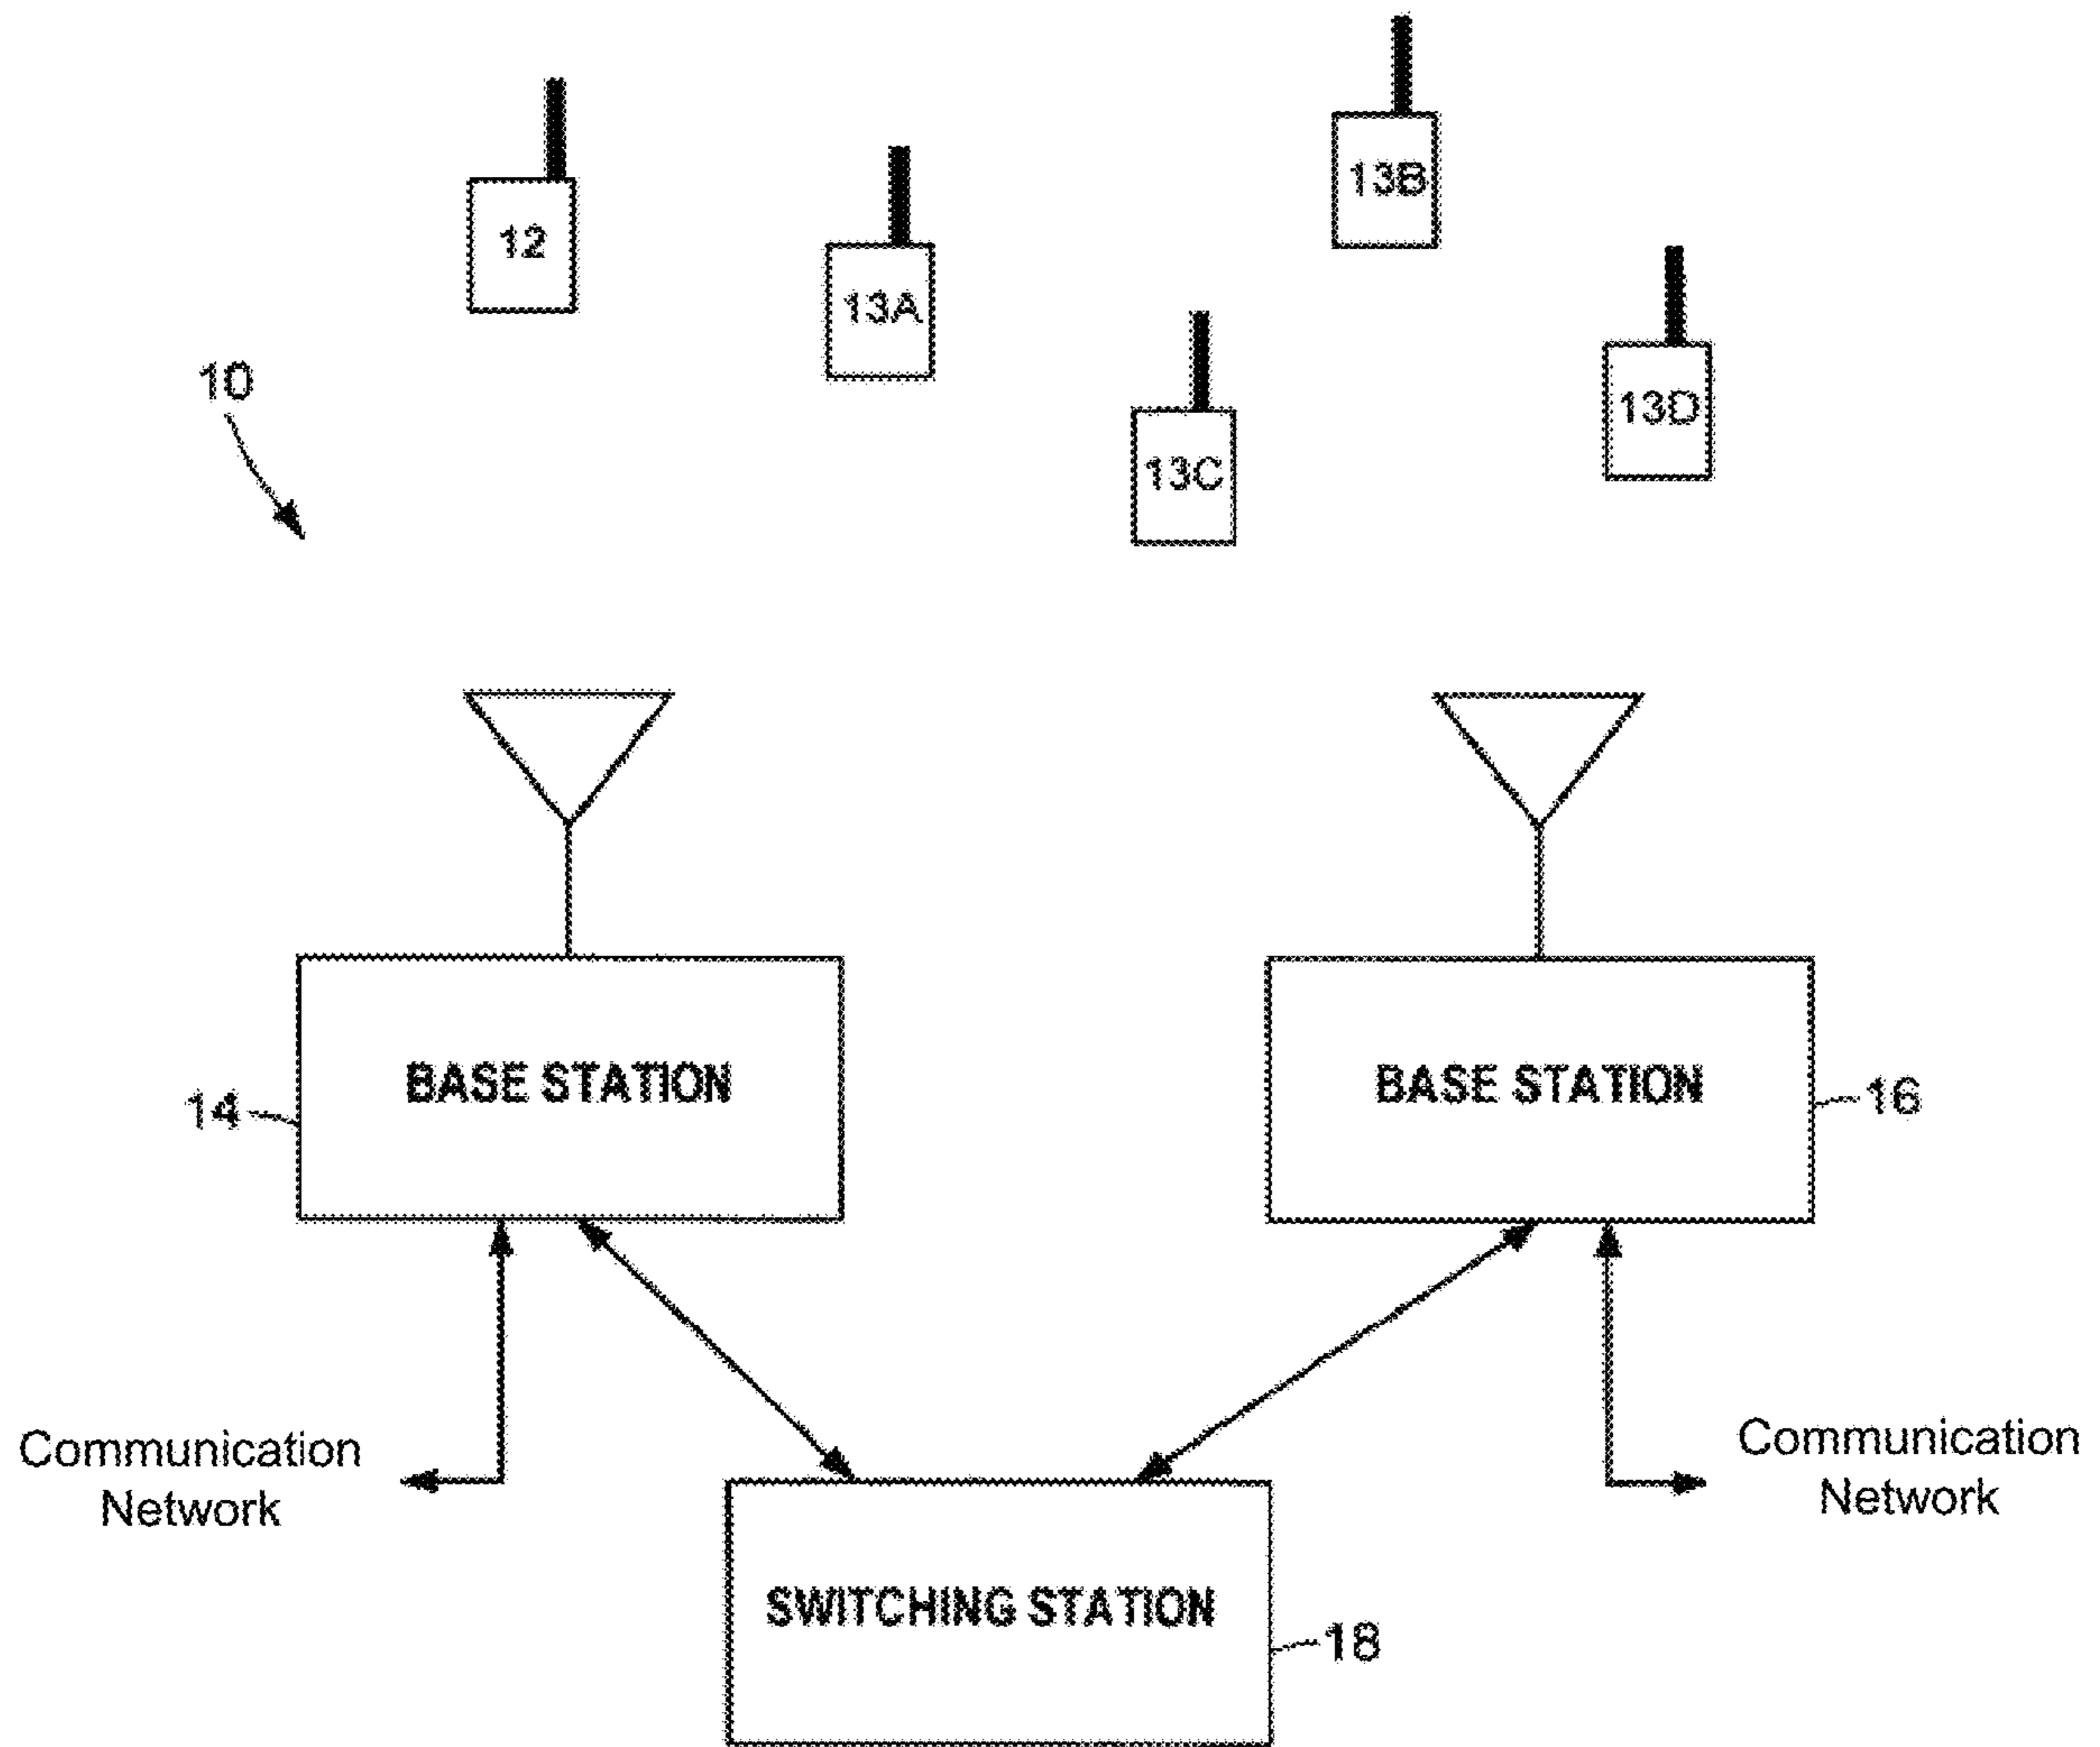 13B
12
13A
13D
10
13C
BASE STATION
BASE STATION
14
16
Communication
Network
Communication
Network
SWITCHING STATION
18